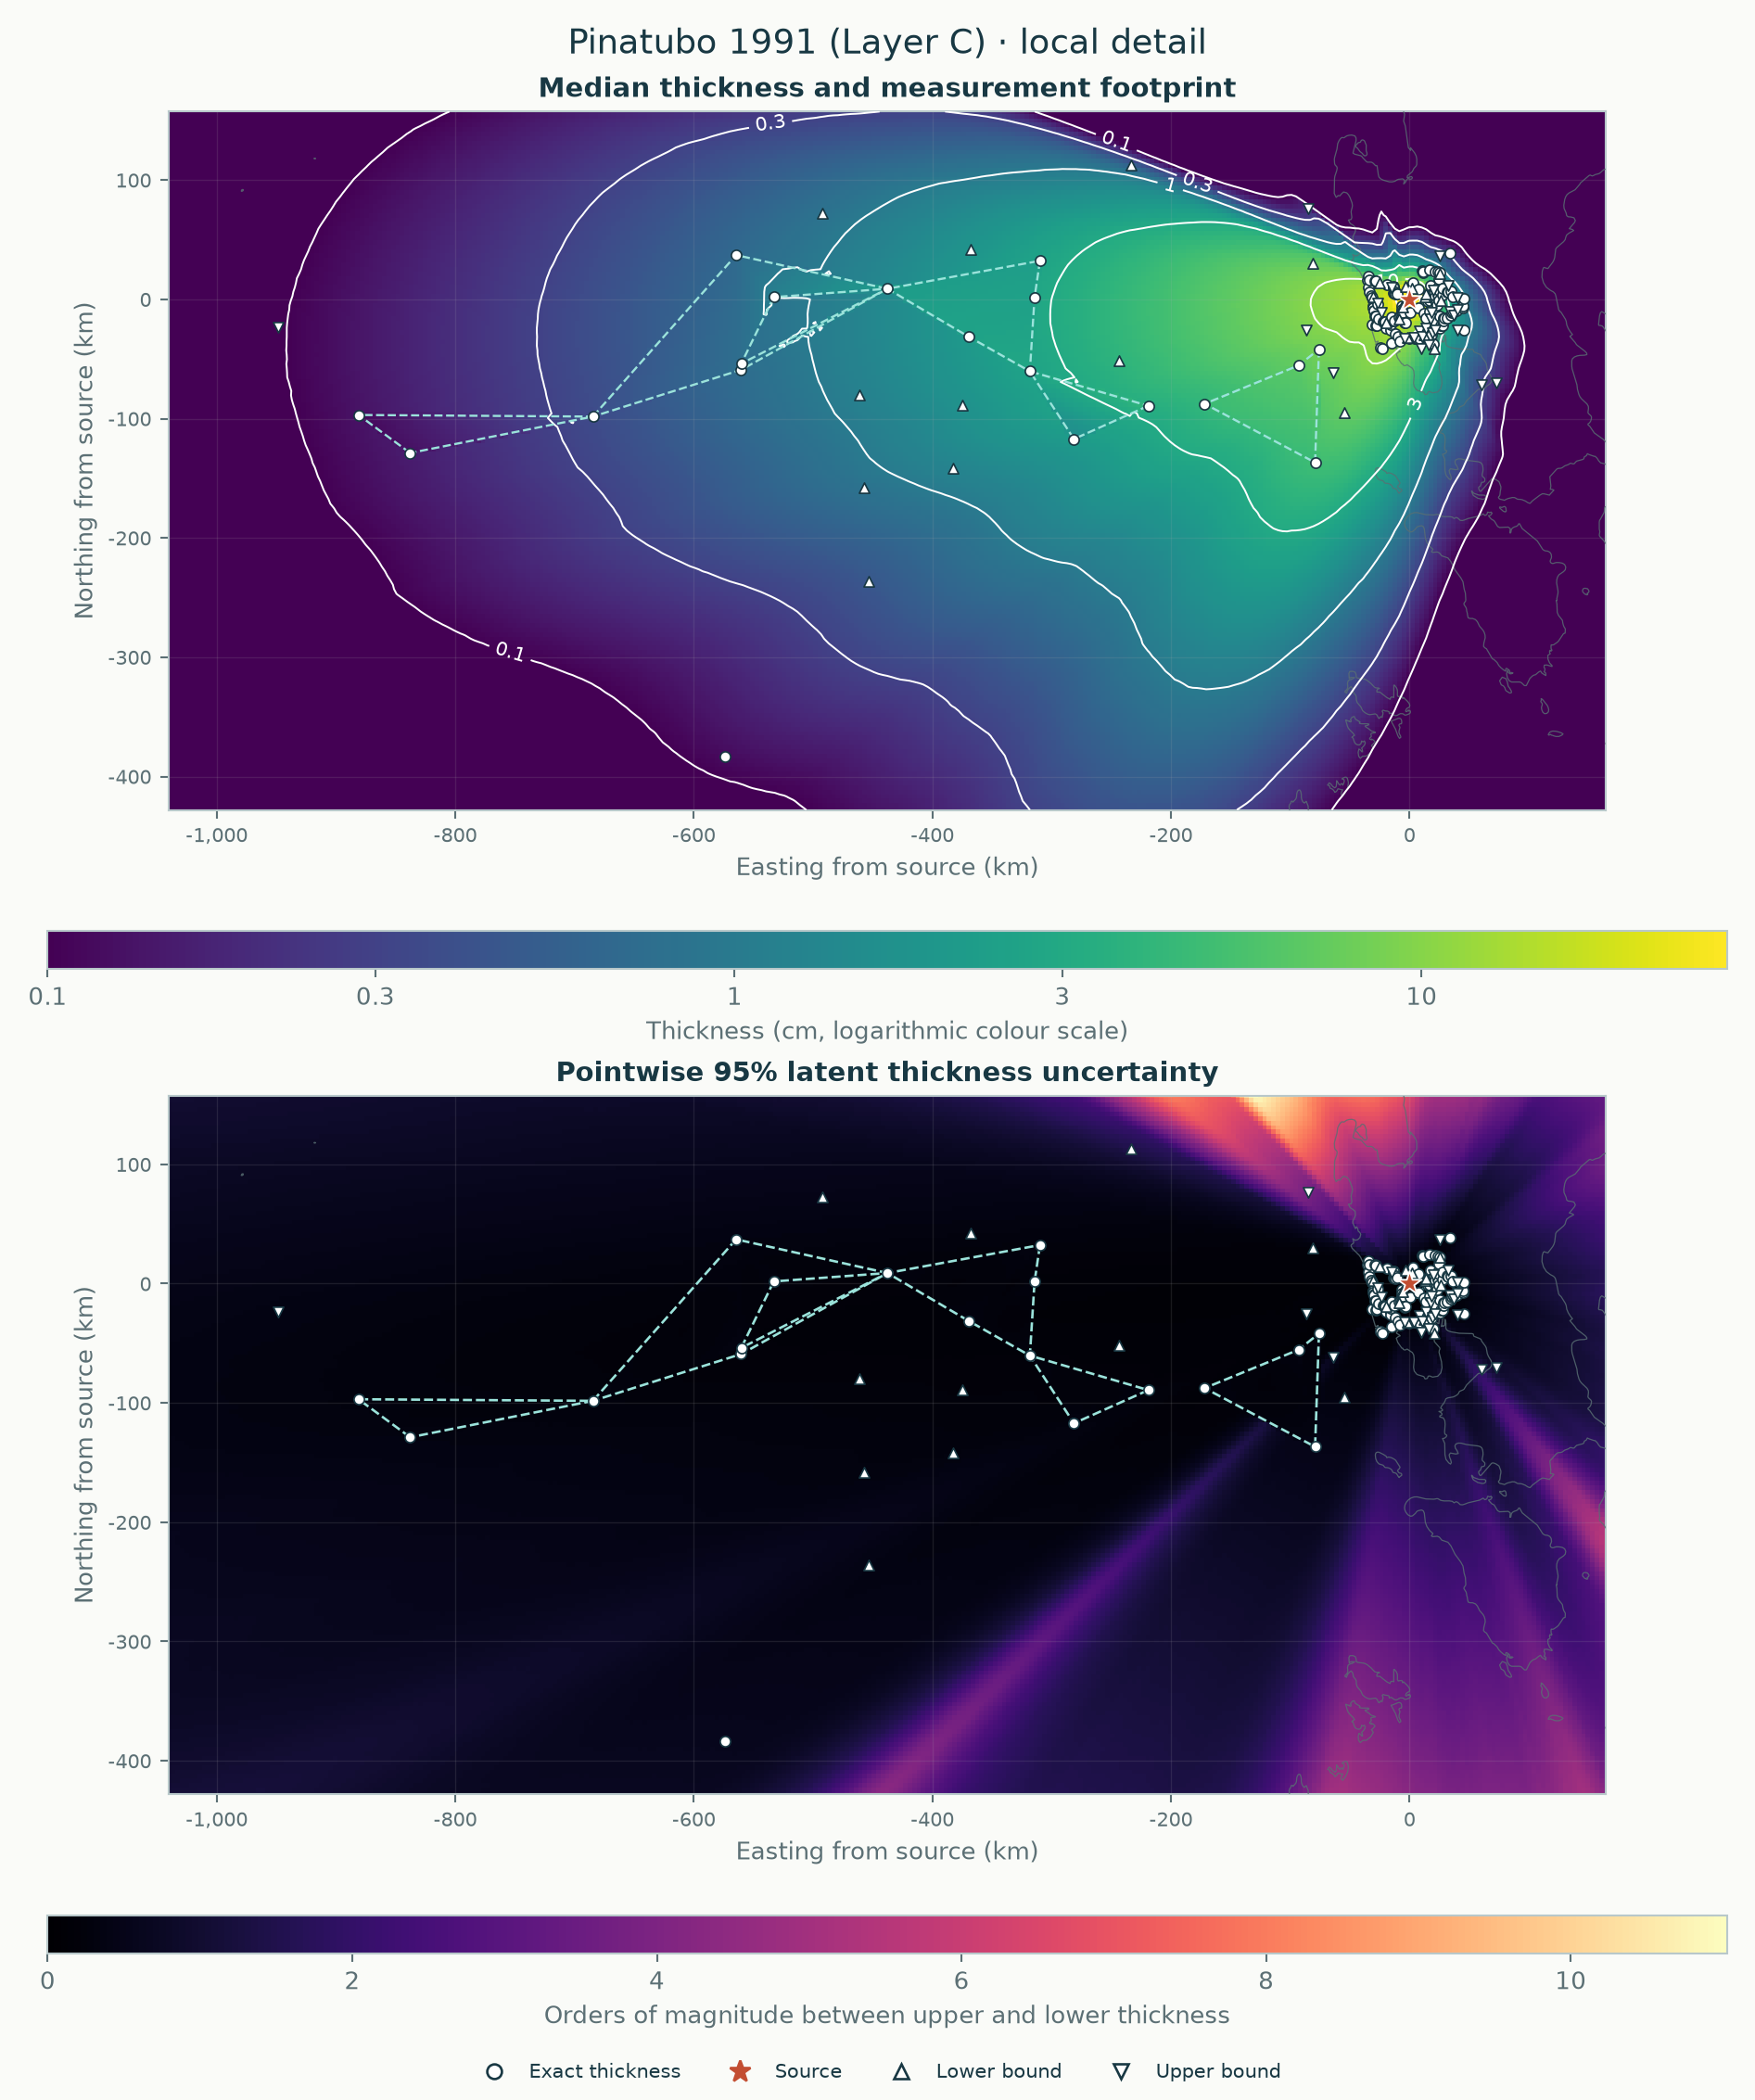 Pinatubo 1991 (Layer C) · local detail
Median thickness and measurement footprint
0.3
0.1
0.3
1
3
0.1
100
0
-100
-200
-300
-400
Northing from source (km)
-1,000 -800 -600 -400 -200 0
Easting from source (km)
0.1 0.3 1 3 10
Thickness (cm, logarithmic colour scale)
Pointwise 95% latent thickness uncertainty
100
0
-100
-200
-300
-400
Northing from source (km)
-1,000 -800 -600 -400 -200 0
Easting from source (km)
0 2 4 6 8 10
Orders of magnitude between upper and lower thickness
Exact thickness Source Lower bound Upper bound